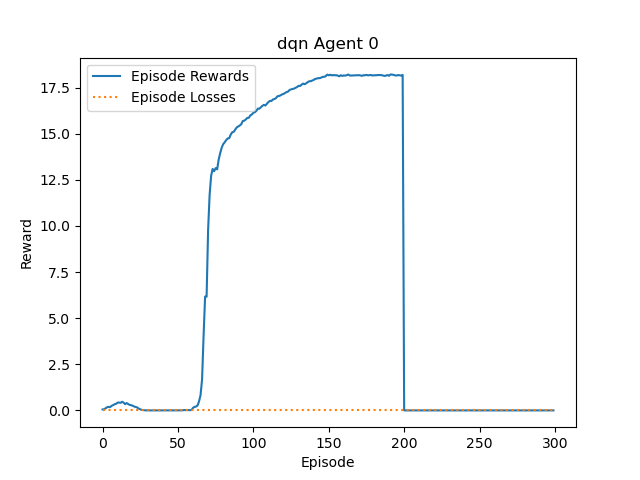 dqn Agent 0
Episode Rewards
Episode Losses
17.5
15.0
12.5
10.0
7.5
5.0
2.5
0.0
Reward
0 50 100 150 200 250 300
Episode